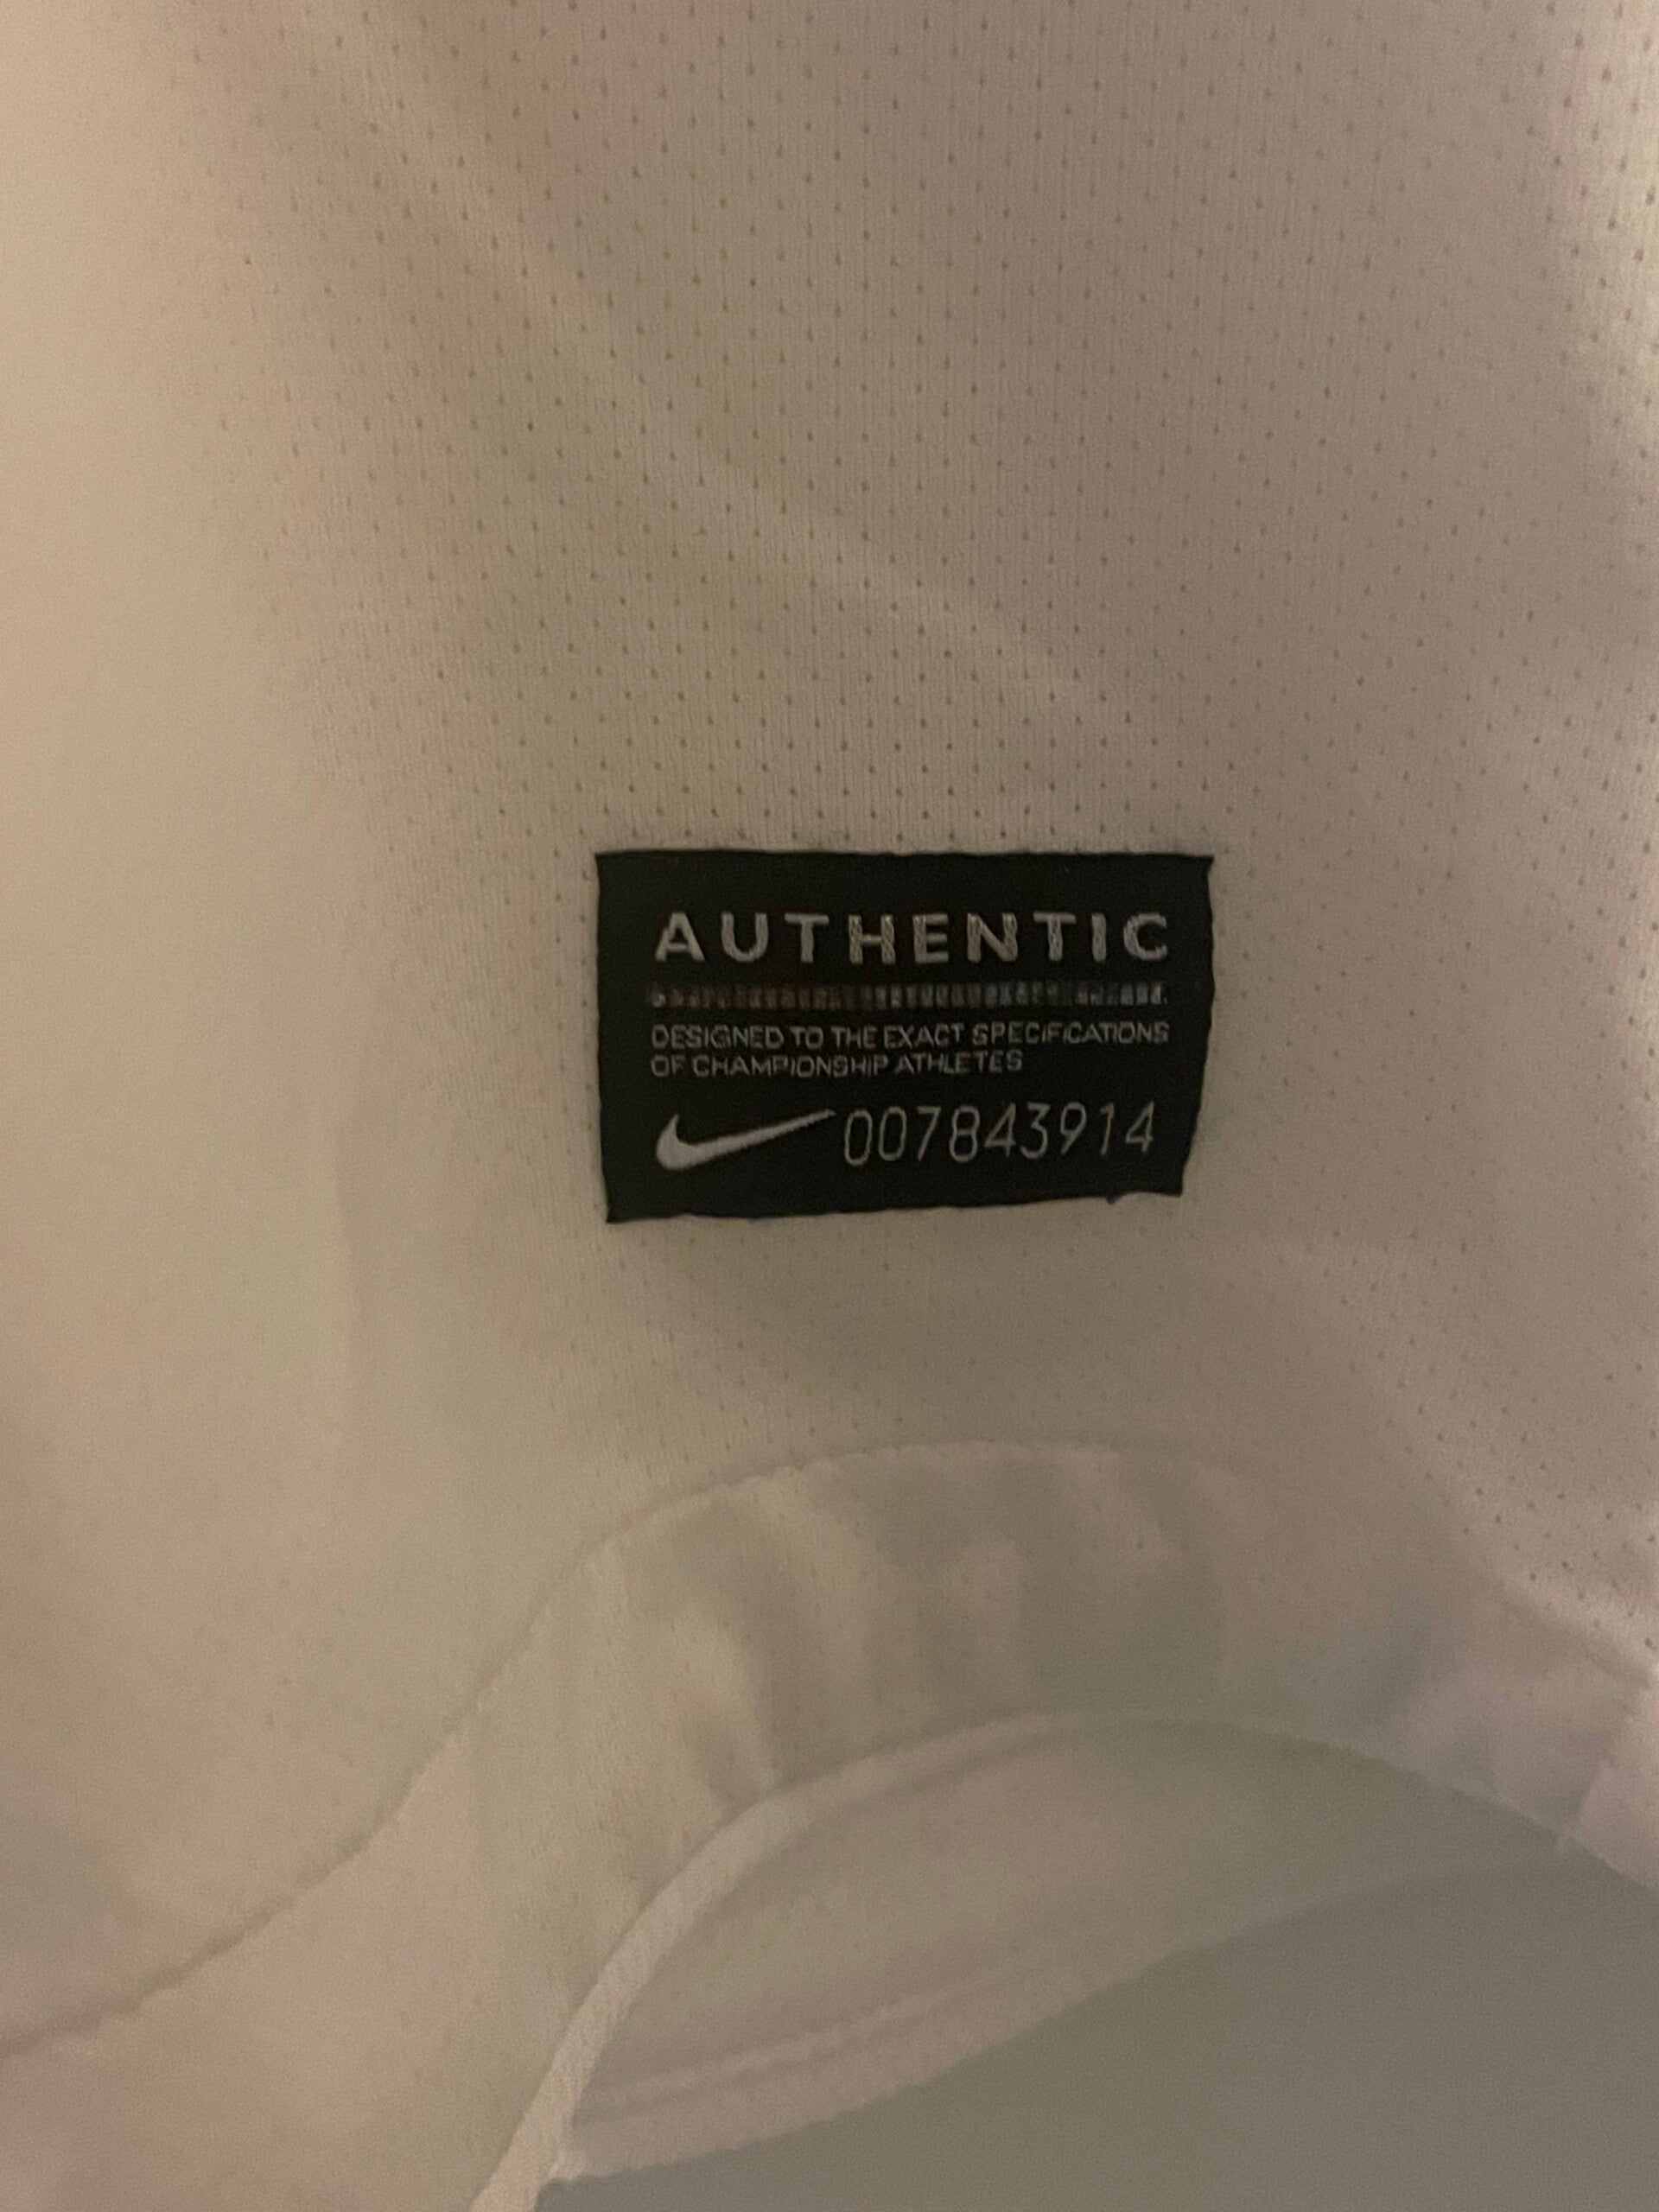 AUTHENTIC
DESIGNED TO THE EXACT SPECIFICATIONS
OF CHAMPIONSHIP ATHLETES
007843914